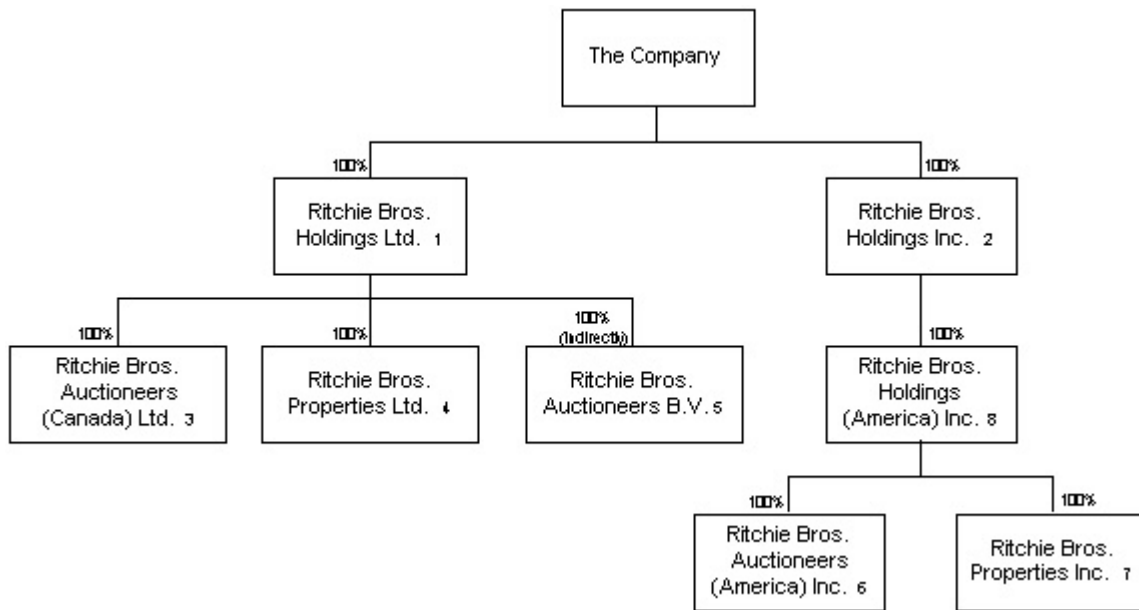 The Company
100%
100%
Ritchie Bros.
Holdings Ltd. 1
Ritchie Bros.
Holdings Inc. 2
100%
100%
100%
(Indirectly)
100%
Ritchie Bros.
Auctioneers
(Canada) Ltd. 3
Ritchie Bros.
Properties Ltd. 4
Ritchie Bros.
Auctioneers B.V. 5
Ritchie Bros.
Holdings
(America) Inc. 8
100%
100%
Ritchie Bros.
Auctioneers
(America) Inc. 6
Ritchie Bros.
Properties Inc. 7